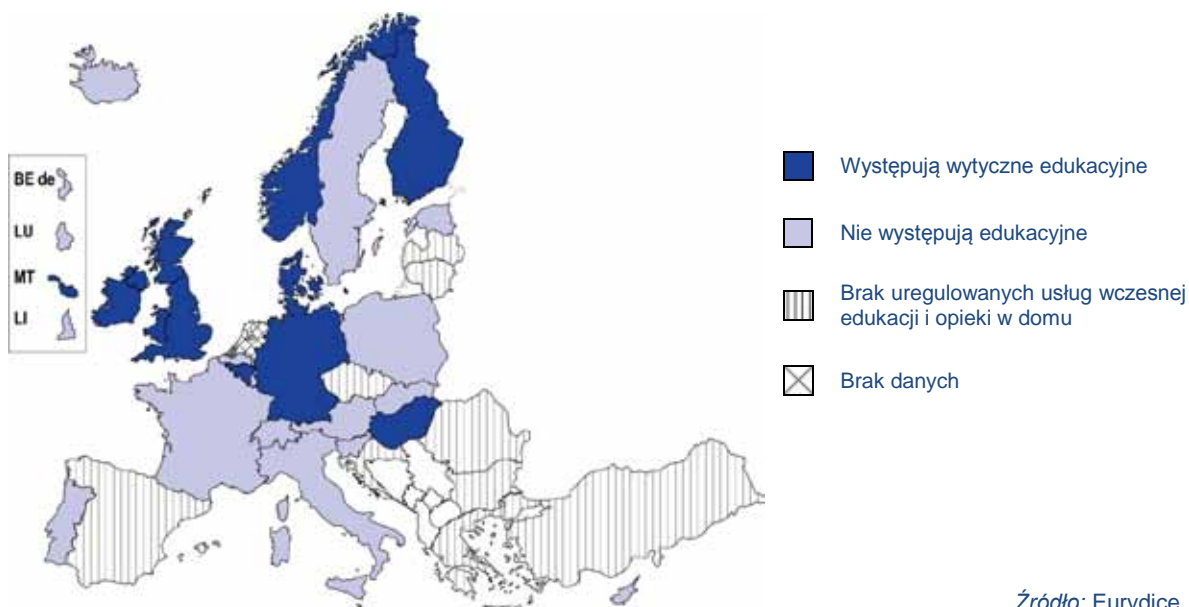 BE de
LU
MT
LI
Występują wytyczne edukacyjne
Nie występują edukacyjne
Brak uregulowanych usług wczesnej
edukacji i opieki w domu
Brak danych
Źródło: Eurydice